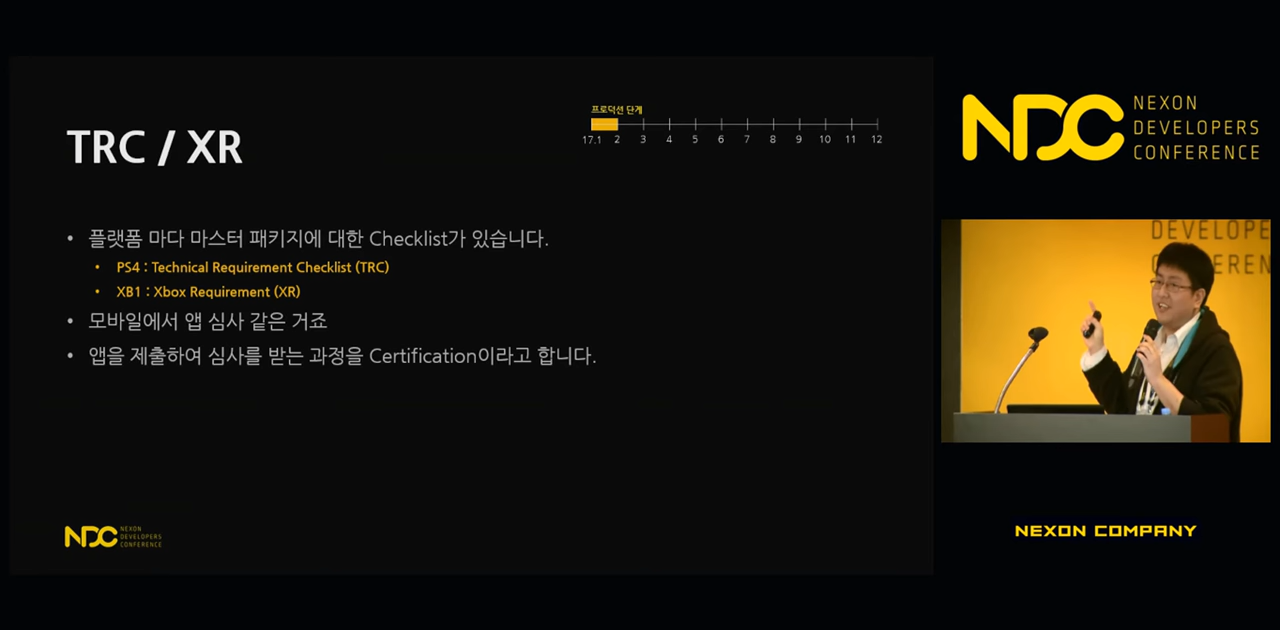 프로덕션 단계
17.1 2 3 4 5 6 7 8 9 10 11 12
TRC / XR
• 플랫폼 마다 마스터 패키지에 대한 Checklist가 있습니다.
• PS4 : Technical Requirement Checklist (TRC)
• XB1 : Xbox Requirement (XR)
• 모바일에서 앱 심사 같은 거죠
• 앱을 제출하여 심사를 받는 과정을 Certification이라고 합니다.
NDC NEXON
DEVELOPERS
CONFERENCE
NDC NEXON
DEVELOPERS
CONFERENCE
DEVELOPE
CONFEREN
NEXON COMPANY